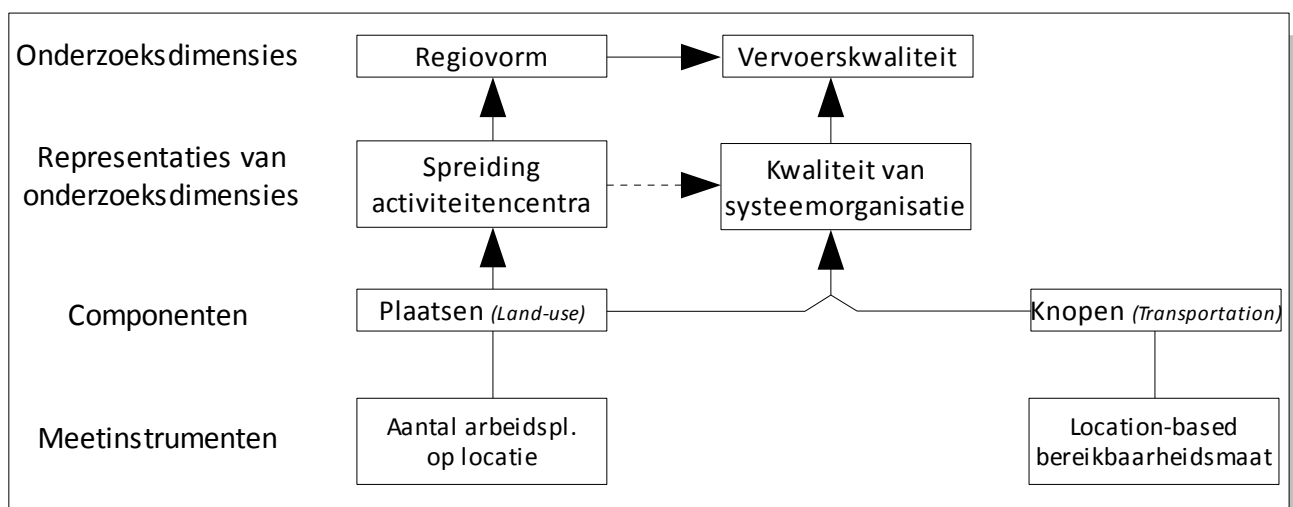 Onderzoeksdimensies
Regiovorm
Vervoerskwaliteit
Representaties van
onderzoeksdimensies
Spreiding
activiteitencentra
Kwaliteit van
systeemorganisatie
Componenten
Plaatsen (Land-use)
Knopen (Transportation)
Meetinstrumenten
Aantal arbeidspl.
op locatie
Location-based
bereikbaarheidsmaat